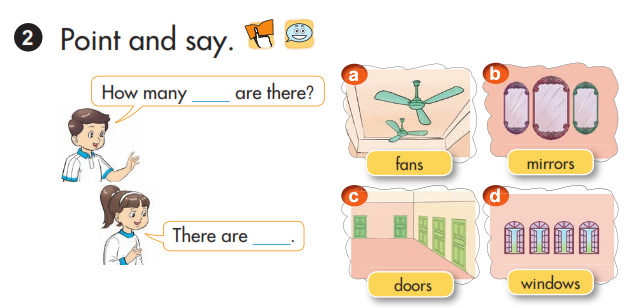 2 Point and say.
How many ____ are there?
There are ____.
a
fans
b
mirrors
c
doors
d
windows